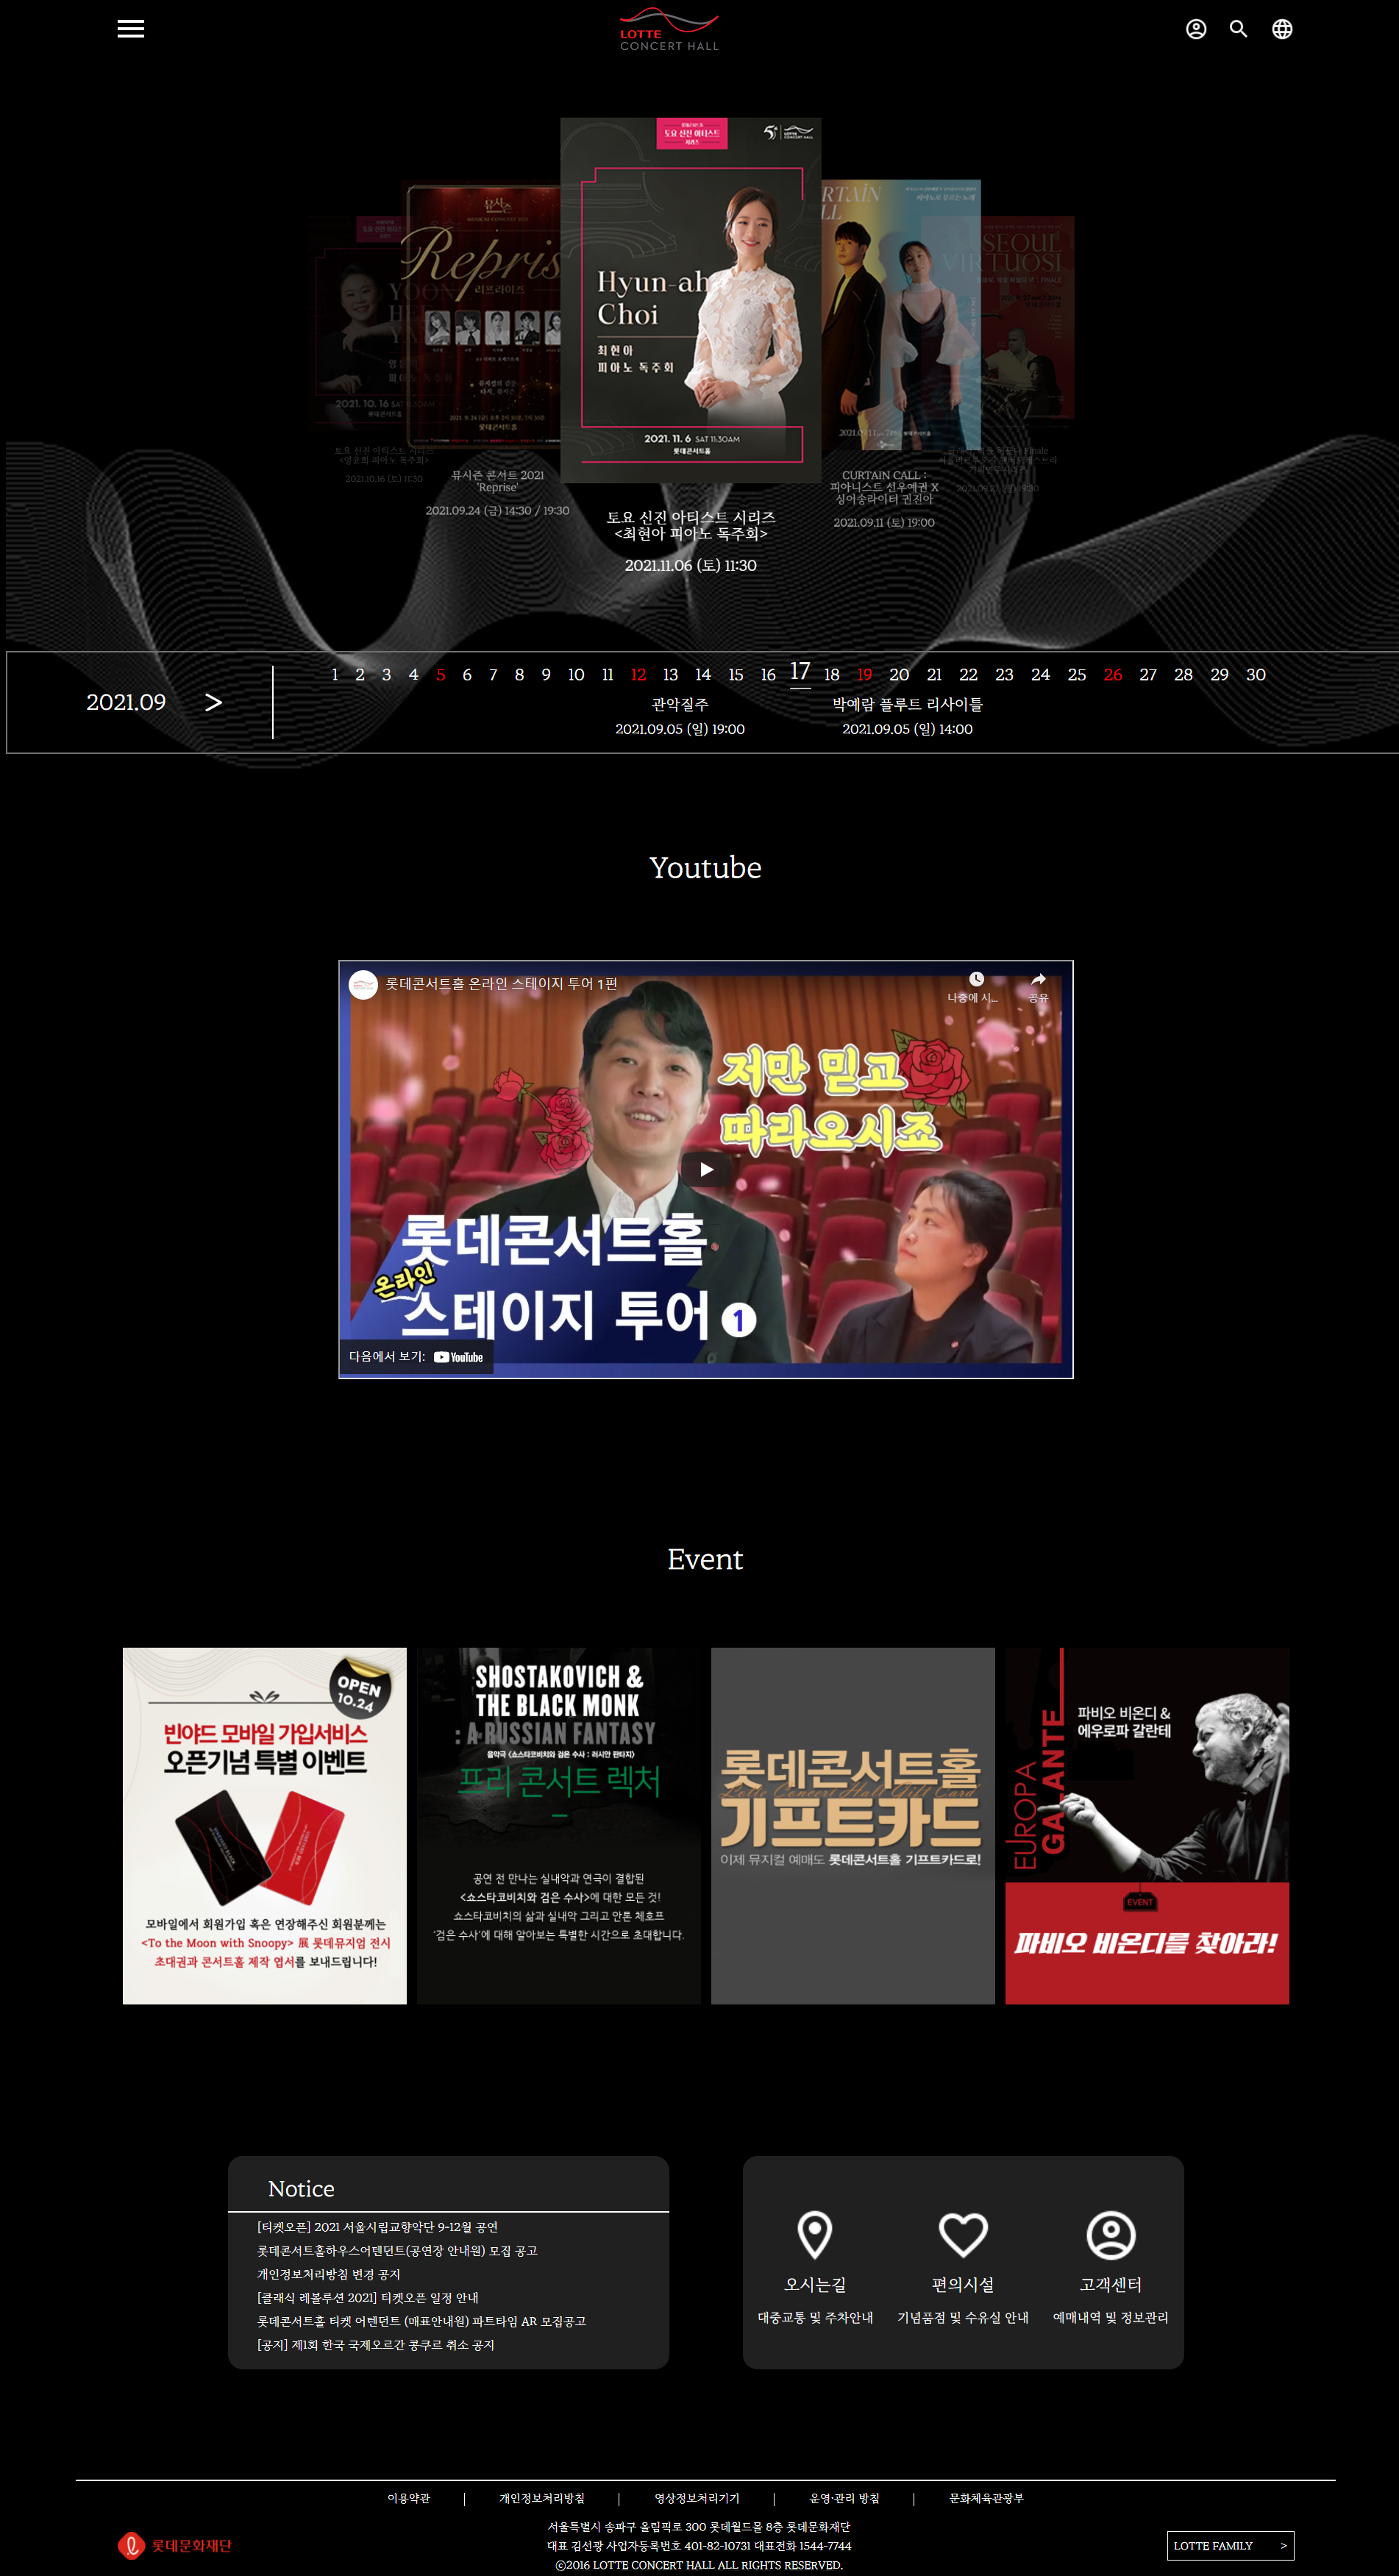 LOTTE
CONCERT HALL
토요 신진 아티스트
시리즈
LOTTE
CONCERT HALL
Hyun-ah
Choi
최현아
피아노 독주회
2021. 11. 6 SAT 11:30AM
롯데콘서트홀
뮤시즌
MUSICAL CONCERT 2021
Repris
리프라이즈
롯데콘서트홀
2021. 10. 16 SAT 11:30AM
롯데콘서트홀
SEOUL
VIRTUOSI
토요 신진 아티스트 시리즈
2021.10.16 (토) 11:30
뮤시즌 콘서트 2021
'Reprise'
2021.09.24 (금) 14:30 / 19:30
토요 신진 아티스트 시리즈
<최현아 피아노 독주회>
2021.11.06 (토) 11:30
CURTAIN CALL :
피아니스트 선우예권 X
싱어송라이터 권진아
2021.09.11 (토) 19:00
2021.09
>
1 2 3 4 5 6 7 8 9 10 11 12 13 14 15 16 17 18 19 20 21 22 23 24 25 26 27 28 29 30
관악질주
2021.09.05 (일) 19:00
박예람 플루트 리사이틀
2021.09.05 (일) 14:00
Youtube
롯데콘서트홀 온라인 스테이지 투어 1편
나중에 시...
공유
저만 믿고
따라오시죠
롯데콘서트홀
온라인
스테이지 투어 1
다음에서 보기: YouTube
Event
OPEN
10.24
빈야드 모바일 가입서비스
오픈기념 특별 이벤트
모바일에서 회원가입 혹은 연장해주신 회원분께는
<To the Moon with Snoopy> 展 롯데뮤지엄 전시
초대권과 콘서트홀 제작 엽서를 보내드립니다!
SHOSTAKOVICH &
THE BLACK MONK
: A RUSSIAN FANTASY
음악극 <쇼스타코비치와 검은 수사 : 러시안 판타지>
프리 콘서트 렉처
공연 전 만나는 실내악과 연극이 결합된
<쇼스타코비치와 검은 수사>에 대한 모든 것!
쇼스타코비치의 삶과 실내악 그리고 안톤 체호프
'검은 수사'에 대해 알아보는 특별한 시간으로 초대합니다.
롯데콘서트홀
Lotte Concert Hall Gift Card
기프트카드
이제 뮤지컬 예매도 롯데콘서트홀 기프트카드로!
파비오 비온디 &
에우로파 갈란테
EUROPA
GALANTE
EVENT
파비오 비온디를 찾아라!
Notice
[티켓오픈] 2021 서울시립교향악단 9-12월 공연
롯데콘서트홀하우스어텐던트(공연장 안내원) 모집 공고
개인정보처리방침 변경 공지
[클래식 레볼루션 2021] 티켓오픈 일정 안내
롯데콘서트홀 티켓 어텐던트 (매표안내원) 파트타임 AR 모집공고
[공지] 제1회 한국 국제오르간 콩쿠르 취소 공지
오시는길
대중교통 및 주차안내
편의시설
기념품점 및 수유실 안내
고객센터
예매내역 및 정보관리
이용약관 | 개인정보처리방침 | 영상정보처리기기 | 운영·관리 방침 | 문화체육관광부
롯데문화재단
서울특별시 송파구 올림픽로 300 롯데월드몰 8층 롯데문화재단
대표 김선광 사업자등록번호 401-82-10731 대표전화 1544-7744
ⓒ2016 LOTTE CONCERT HALL ALL RIGHTS RESERVED.
LOTTE FAMILY >